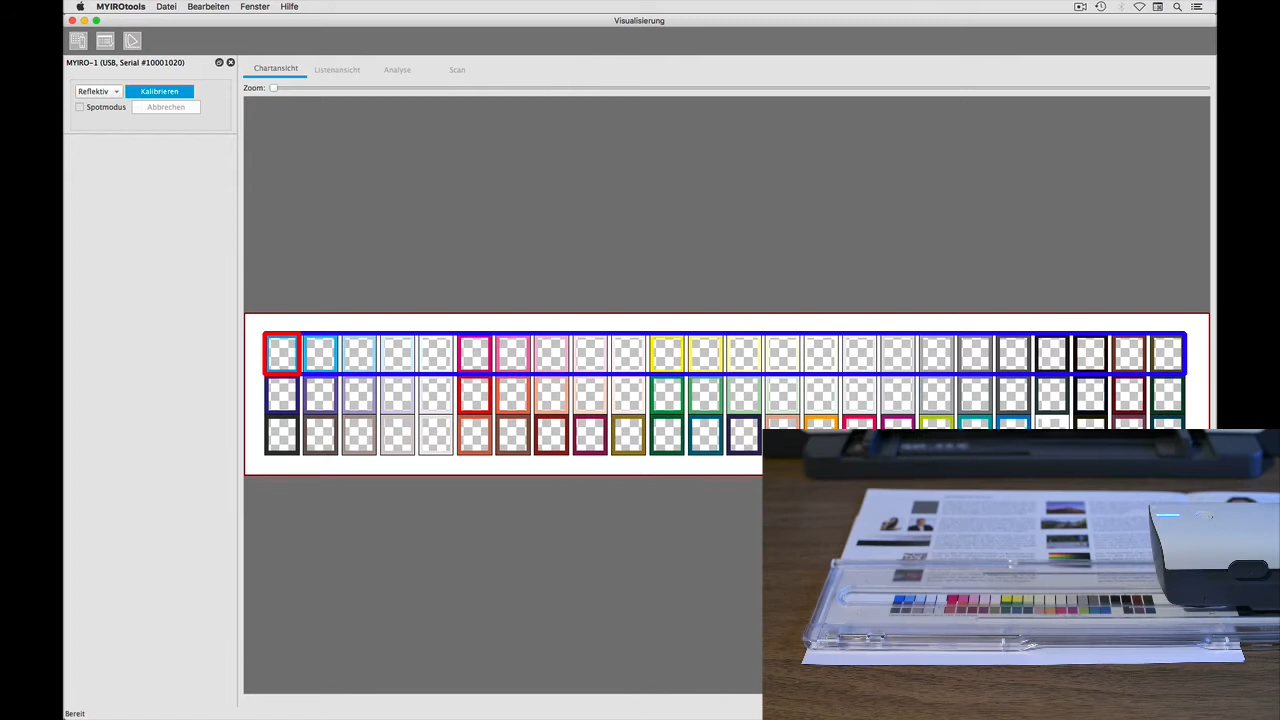 MYIROtools Datei Bearbeiten Fenster Hilfe
Visualisierung
MYIRO-1 (USB, Serial #10001020)
Chartansicht Listenansicht Analyse Scan
Reflektiv Kalibrieren
Zoom:
Spotmodus Abbrechen
Bereit